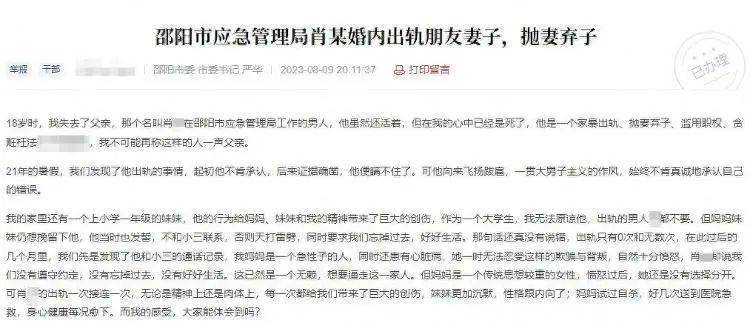 邵阳市应急管理局肖某婚内出轨朋友妻子，抛妻弃子
举报 干部 邵阳市委 市委书记 严华 2023-08-09 20:11:37 打印留言
已办理
18岁时，我失去了父亲，那个名叫肖 在邵阳市应急管理局工作的男人，他虽然还活着，但在我的心中已经是死了，他是一个家暴出轨、抛妻弃子、滥用职权、贪
赃枉法 ，我不可能再称这样的人一声父亲。
21年的暑假，我们发现了他出轨的事情，起初他不肯承认，后来证据确凿，他便瞒不住了。可他向来飞扬跋扈，一贯大男子主义的作风，始终不肯真诚地承认自己
的错误。
我的家里还有一个上小学一年级的妹妹，他的行为给妈妈、妹妹和我的精神带来了巨大的创伤，作为一个大学生，我无法原谅他，出轨的男人 都不要。但妈妈妹
妹仍想挽留下他，他当时也发誓，不和小三联系，否则天打雷劈，同时要求我们忘掉过去，好好生活。那句话还真没说错，出轨只有0次和无数次，在此过后的
几个月里，我们先是发现了他和小三的通话记录，我妈妈是一个急性子的人，同时还患有心脏病，她一时无法忍受这样的欺骗与背叛，自然十分愤怒，肖 却说我
们没有遵守约定，没有忘掉过去，没有好好生活。这已然是一个无赖，想要逼走这一家人。但妈妈是一个传统思想较重的女性，愤怒过后，她还是没有选择分开。
可肖 的出轨一次接连一次，无论是精神上还是肉体上，每一次都给我们带来了巨大的创伤，妹妹更加沉默，性格跟内向了；妈妈试过自杀，好几次送到医院急
救，身心健康每况愈下。而我的感受，大家能体会到吗？